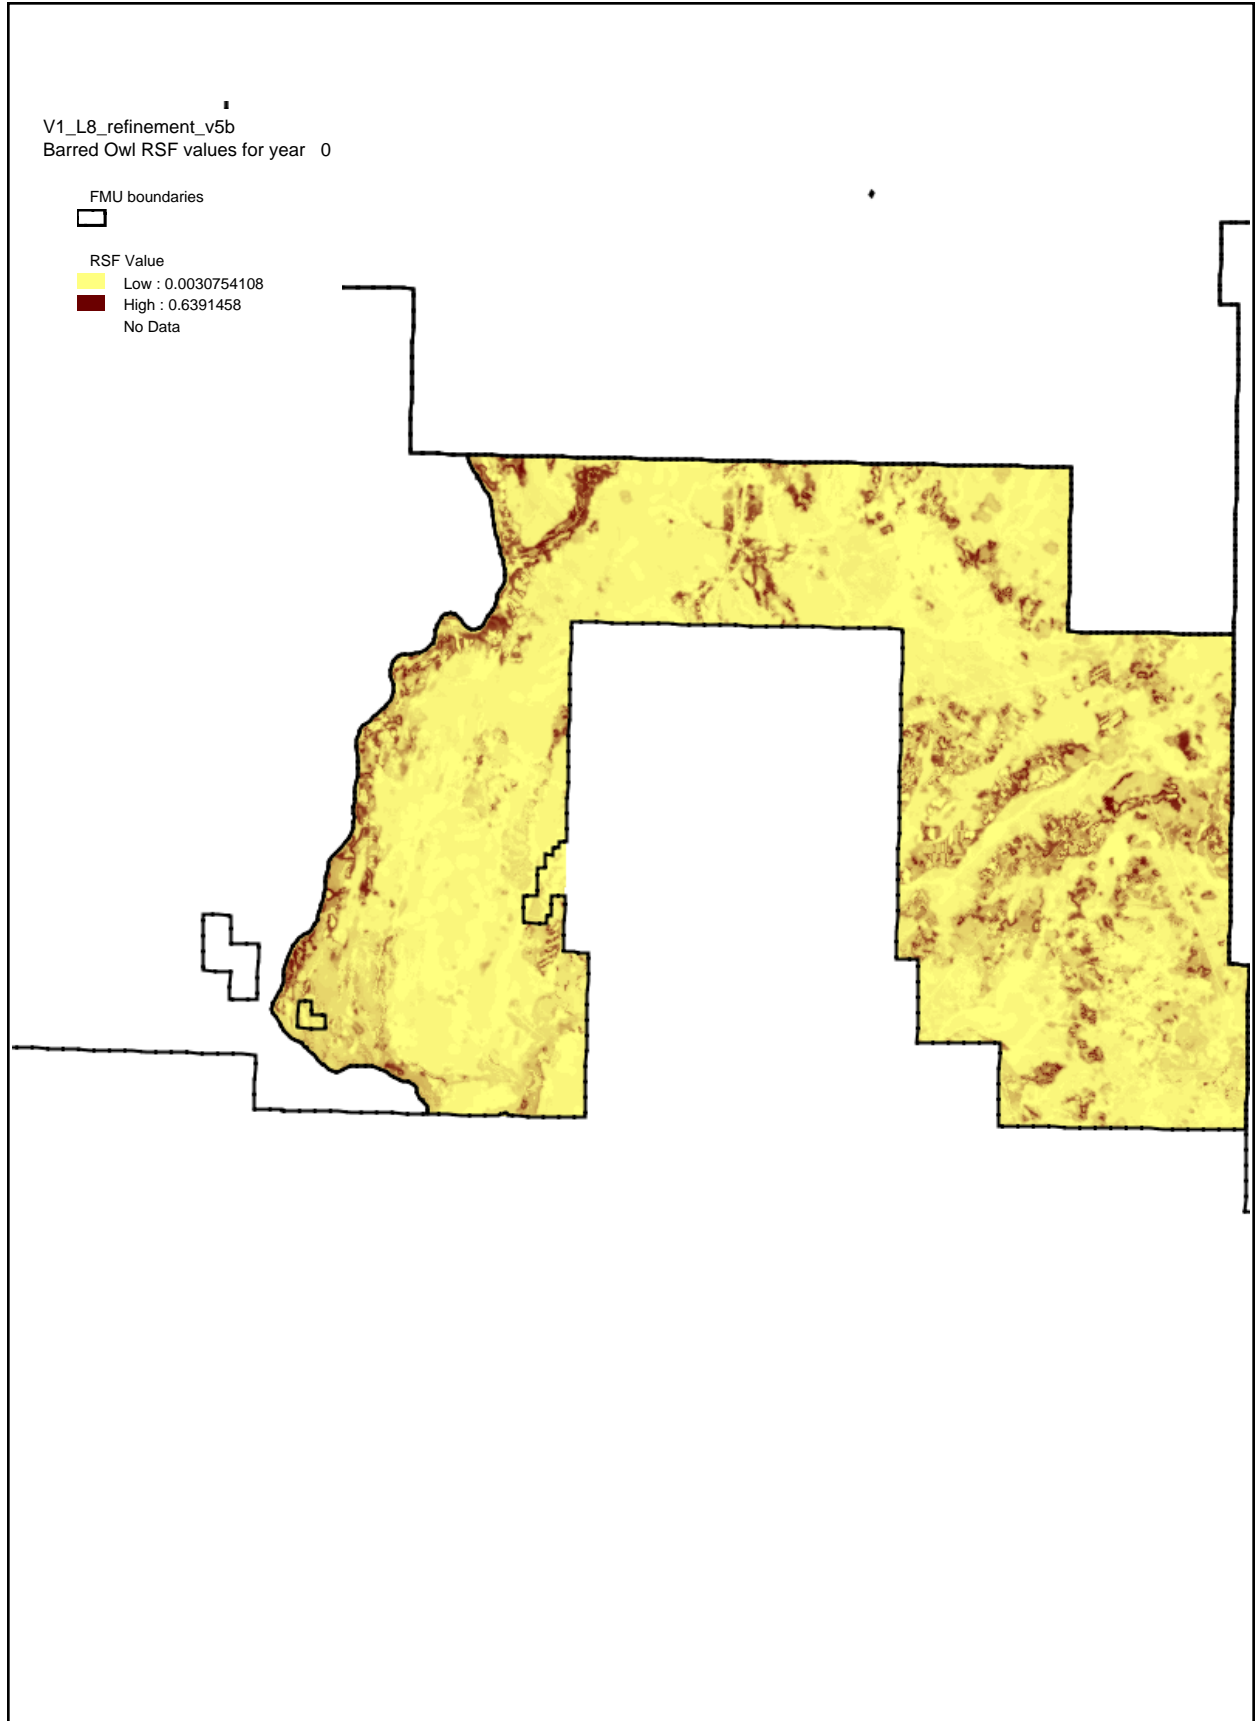 V1_L8_refinement_v5b
Barred Owl RSF values for year 0
FMU boundaries
RSF Value
Low : 0.0030754108
High : 0.6391458
No Data